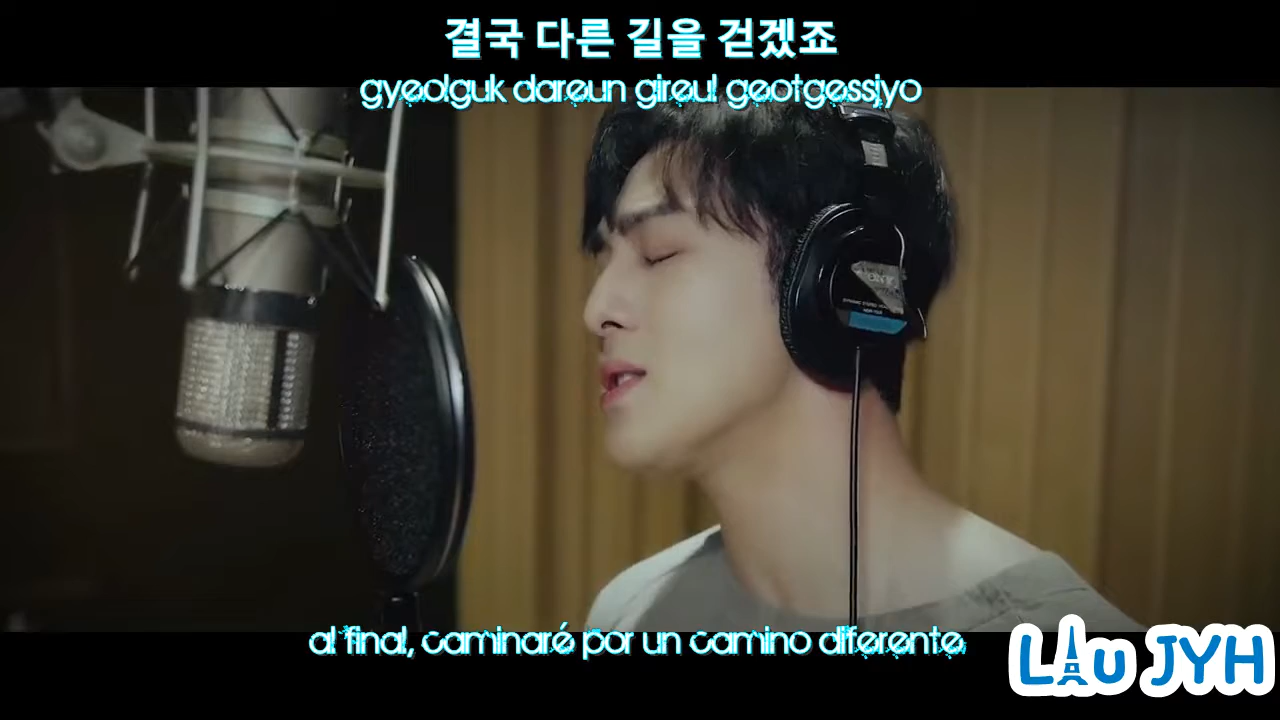 결국 다른 길을 걷겠죠
gyeolguk dareun gireul geotgessjyo
al final, caminaré por un camino diferente
LAu JYH